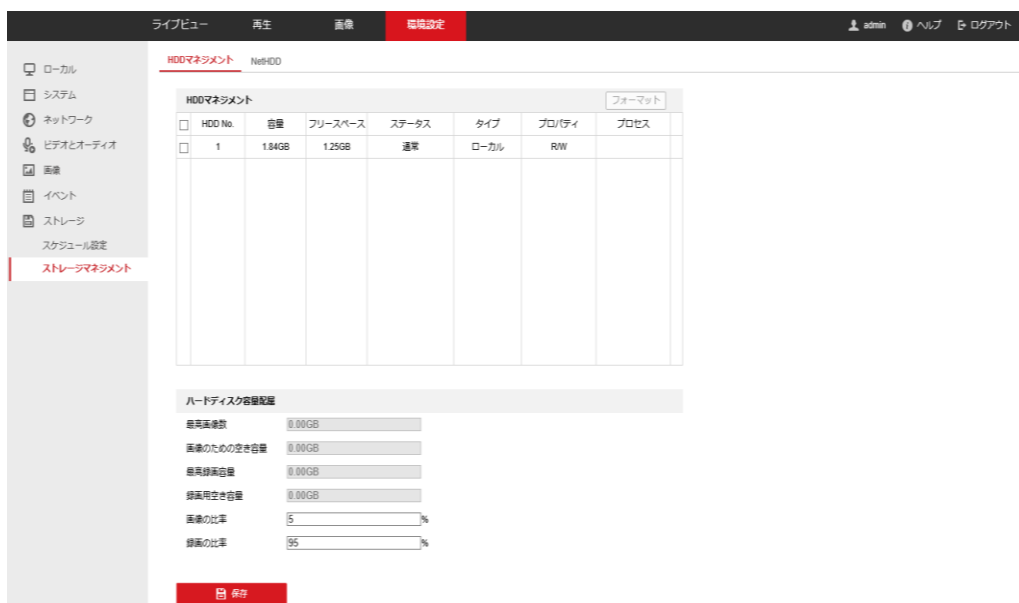 ライブビュー 再生 画像 環境設定 admin ヘルプ ログアウト
ローカル
システム
ネットワーク
ビデオとオーディオ
画像
イベント
ストレージ
スケジュール設定
ストレージマネジメント
HDDマネジメント NetHDD
HDDマネジメント フォーマット
HDD No. 容量 フリースペース ステータス タイプ プロパティ プロセス
1 1.84GB 1.25GB 通常 ローカル R/W
ハードディスク容量配属
最高画像数 0.00GB
画像のための空き容量 0.00GB
最高録画容量 0.00GB
録画用空き容量 0.00GB
画像の比率 5 %
録画の比率 95 %
保存